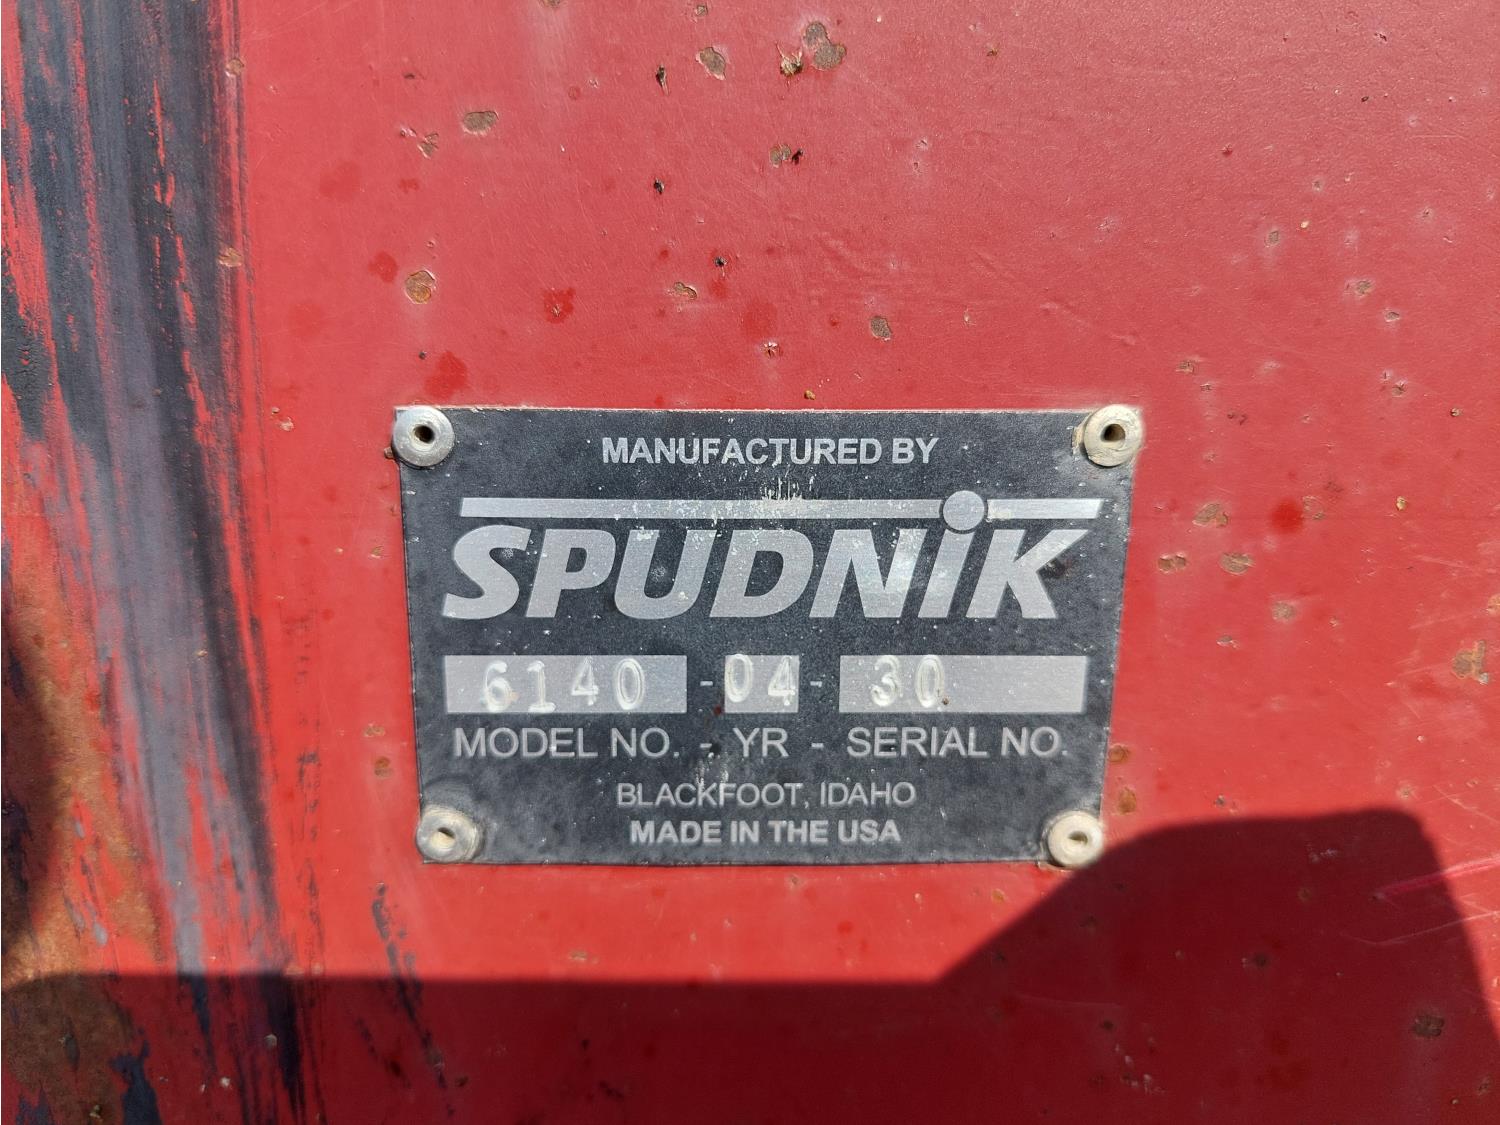 MANUFACTURED BY
SPUDNiK
6140 - 04 - 30
MODEL NO. - YR - SERIAL NO.
BLACKFOOT, IDAHO
MADE IN THE USA